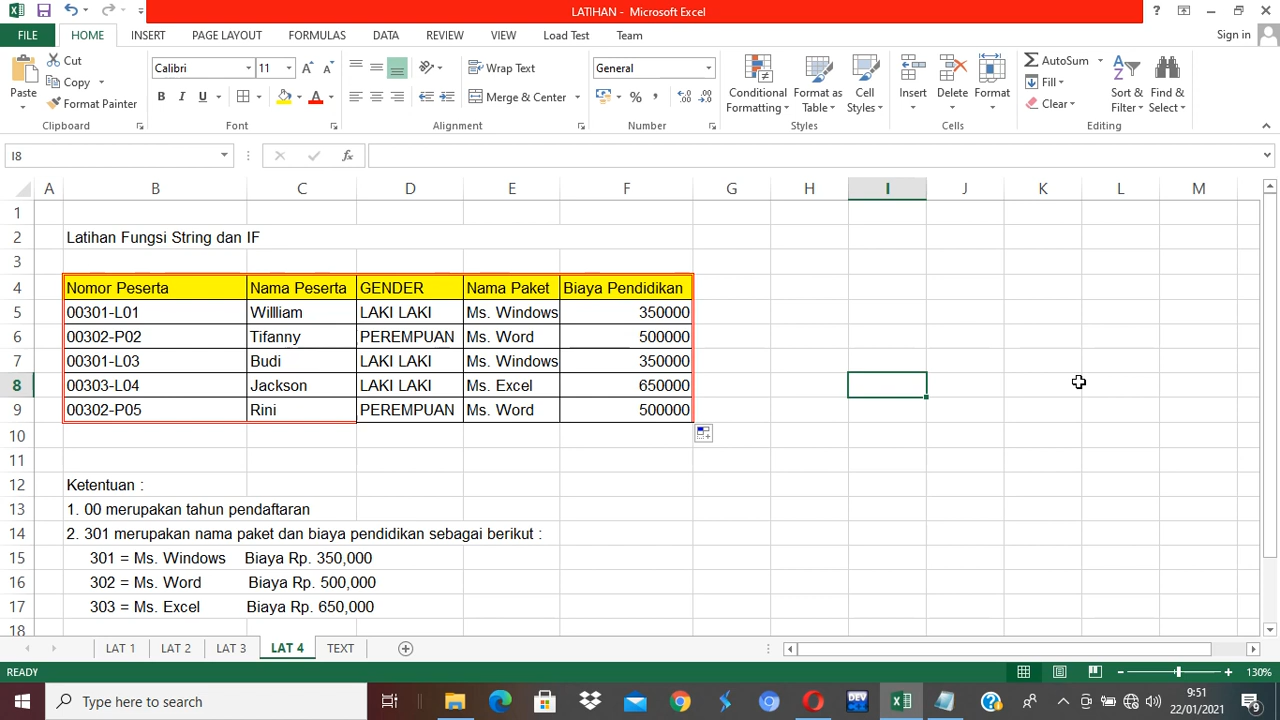 LATIHAN - Microsoft Excel
?
FILE HOME INSERT PAGE LAYOUT FORMULAS DATA REVIEW VIEW Load Test Team Sign in
Paste Cut Calibri 11 Wrap Text General Conditional Formatting Format as Table Cell Styles Insert Delete Format AutoSum Sort & Filter Find & Select
Copy B I U Merge & Center % Fill
Format Painter Clear
Clipboard Font Alignment Number Styles Cells Editing
I8 fx
A B C D E F G H I J K L M
1
2 Latihan Fungsi String dan IF
3
4 Nomor Peserta Nama Peserta GENDER Nama Paket Biaya Pendidikan
5 00301-L01 Willliam LAKI LAKI Ms. Windows 350000
6 00302-P02 Tifanny PEREMPUAN Ms. Word 500000
7 00301-L03 Budi LAKI LAKI Ms. Windows 350000
8 00303-L04 Jackson LAKI LAKI Ms. Excel 650000
9 00302-P05 Rini PEREMPUAN Ms. Word 500000
10
11
12 Ketentuan :
13 1. 00 merupakan tahun pendaftaran
14 2. 301 merupakan nama paket dan biaya pendidikan sebagai berikut :
15 301 = Ms. Windows Biaya Rp. 350,000
16 302 = Ms. Word Biaya Rp. 500,000
17 303 = Ms. Excel Biaya Rp. 650,000
18
LAT 1 LAT 2 LAT 3 LAT 4 TEXT
READY 130%
Type here to search DEV 9:51
22/01/2021 9